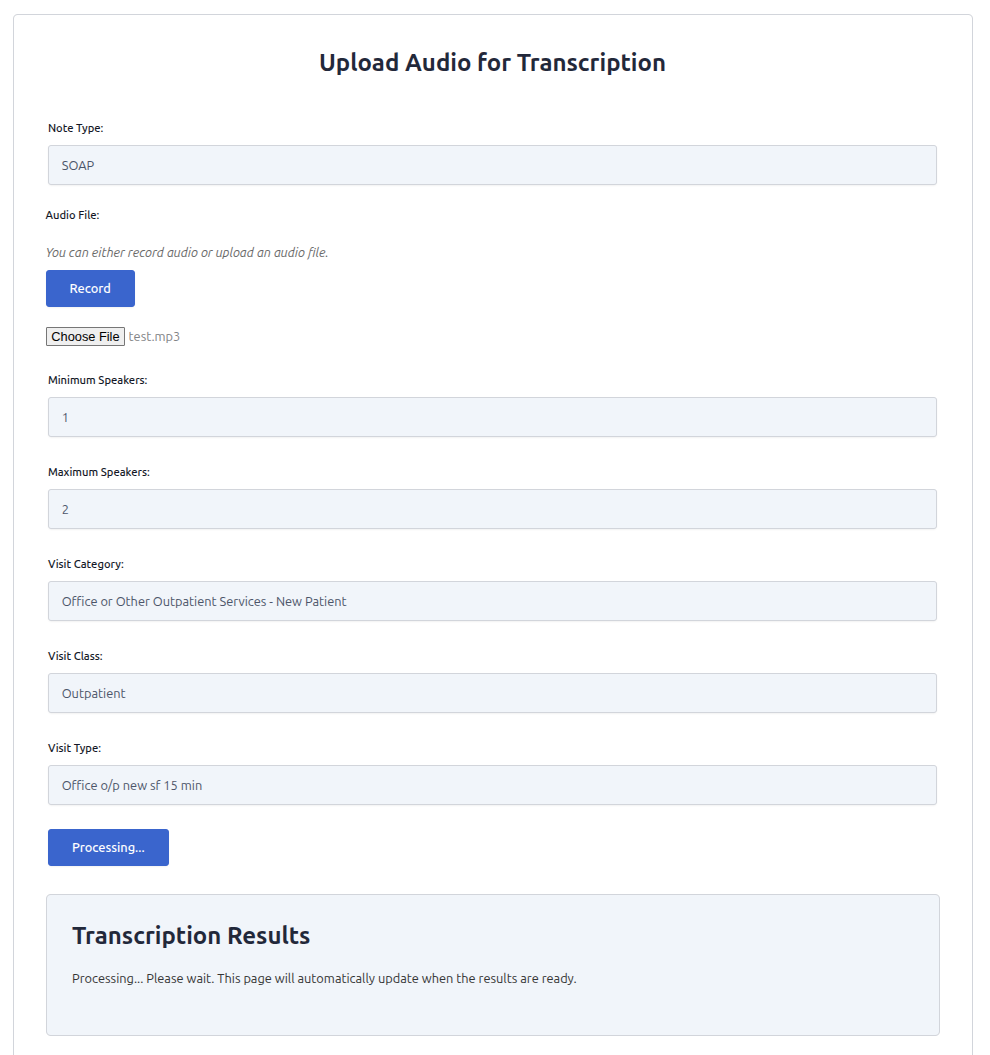 Upload Audio for Transcription
Note Type:
SOAP
Audio File:
You can either record audio or upload an audio file.
Record
Choose File test.mp3
Minimum Speakers:
1
Maximum Speakers:
2
Visit Category:
Office or Other Outpatient Services - New Patient
Visit Class:
Outpatient
Visit Type:
Office o/p new sf 15 min
Processing...
Transcription Results
Processing... Please wait. This page will automatically update when the results are ready.